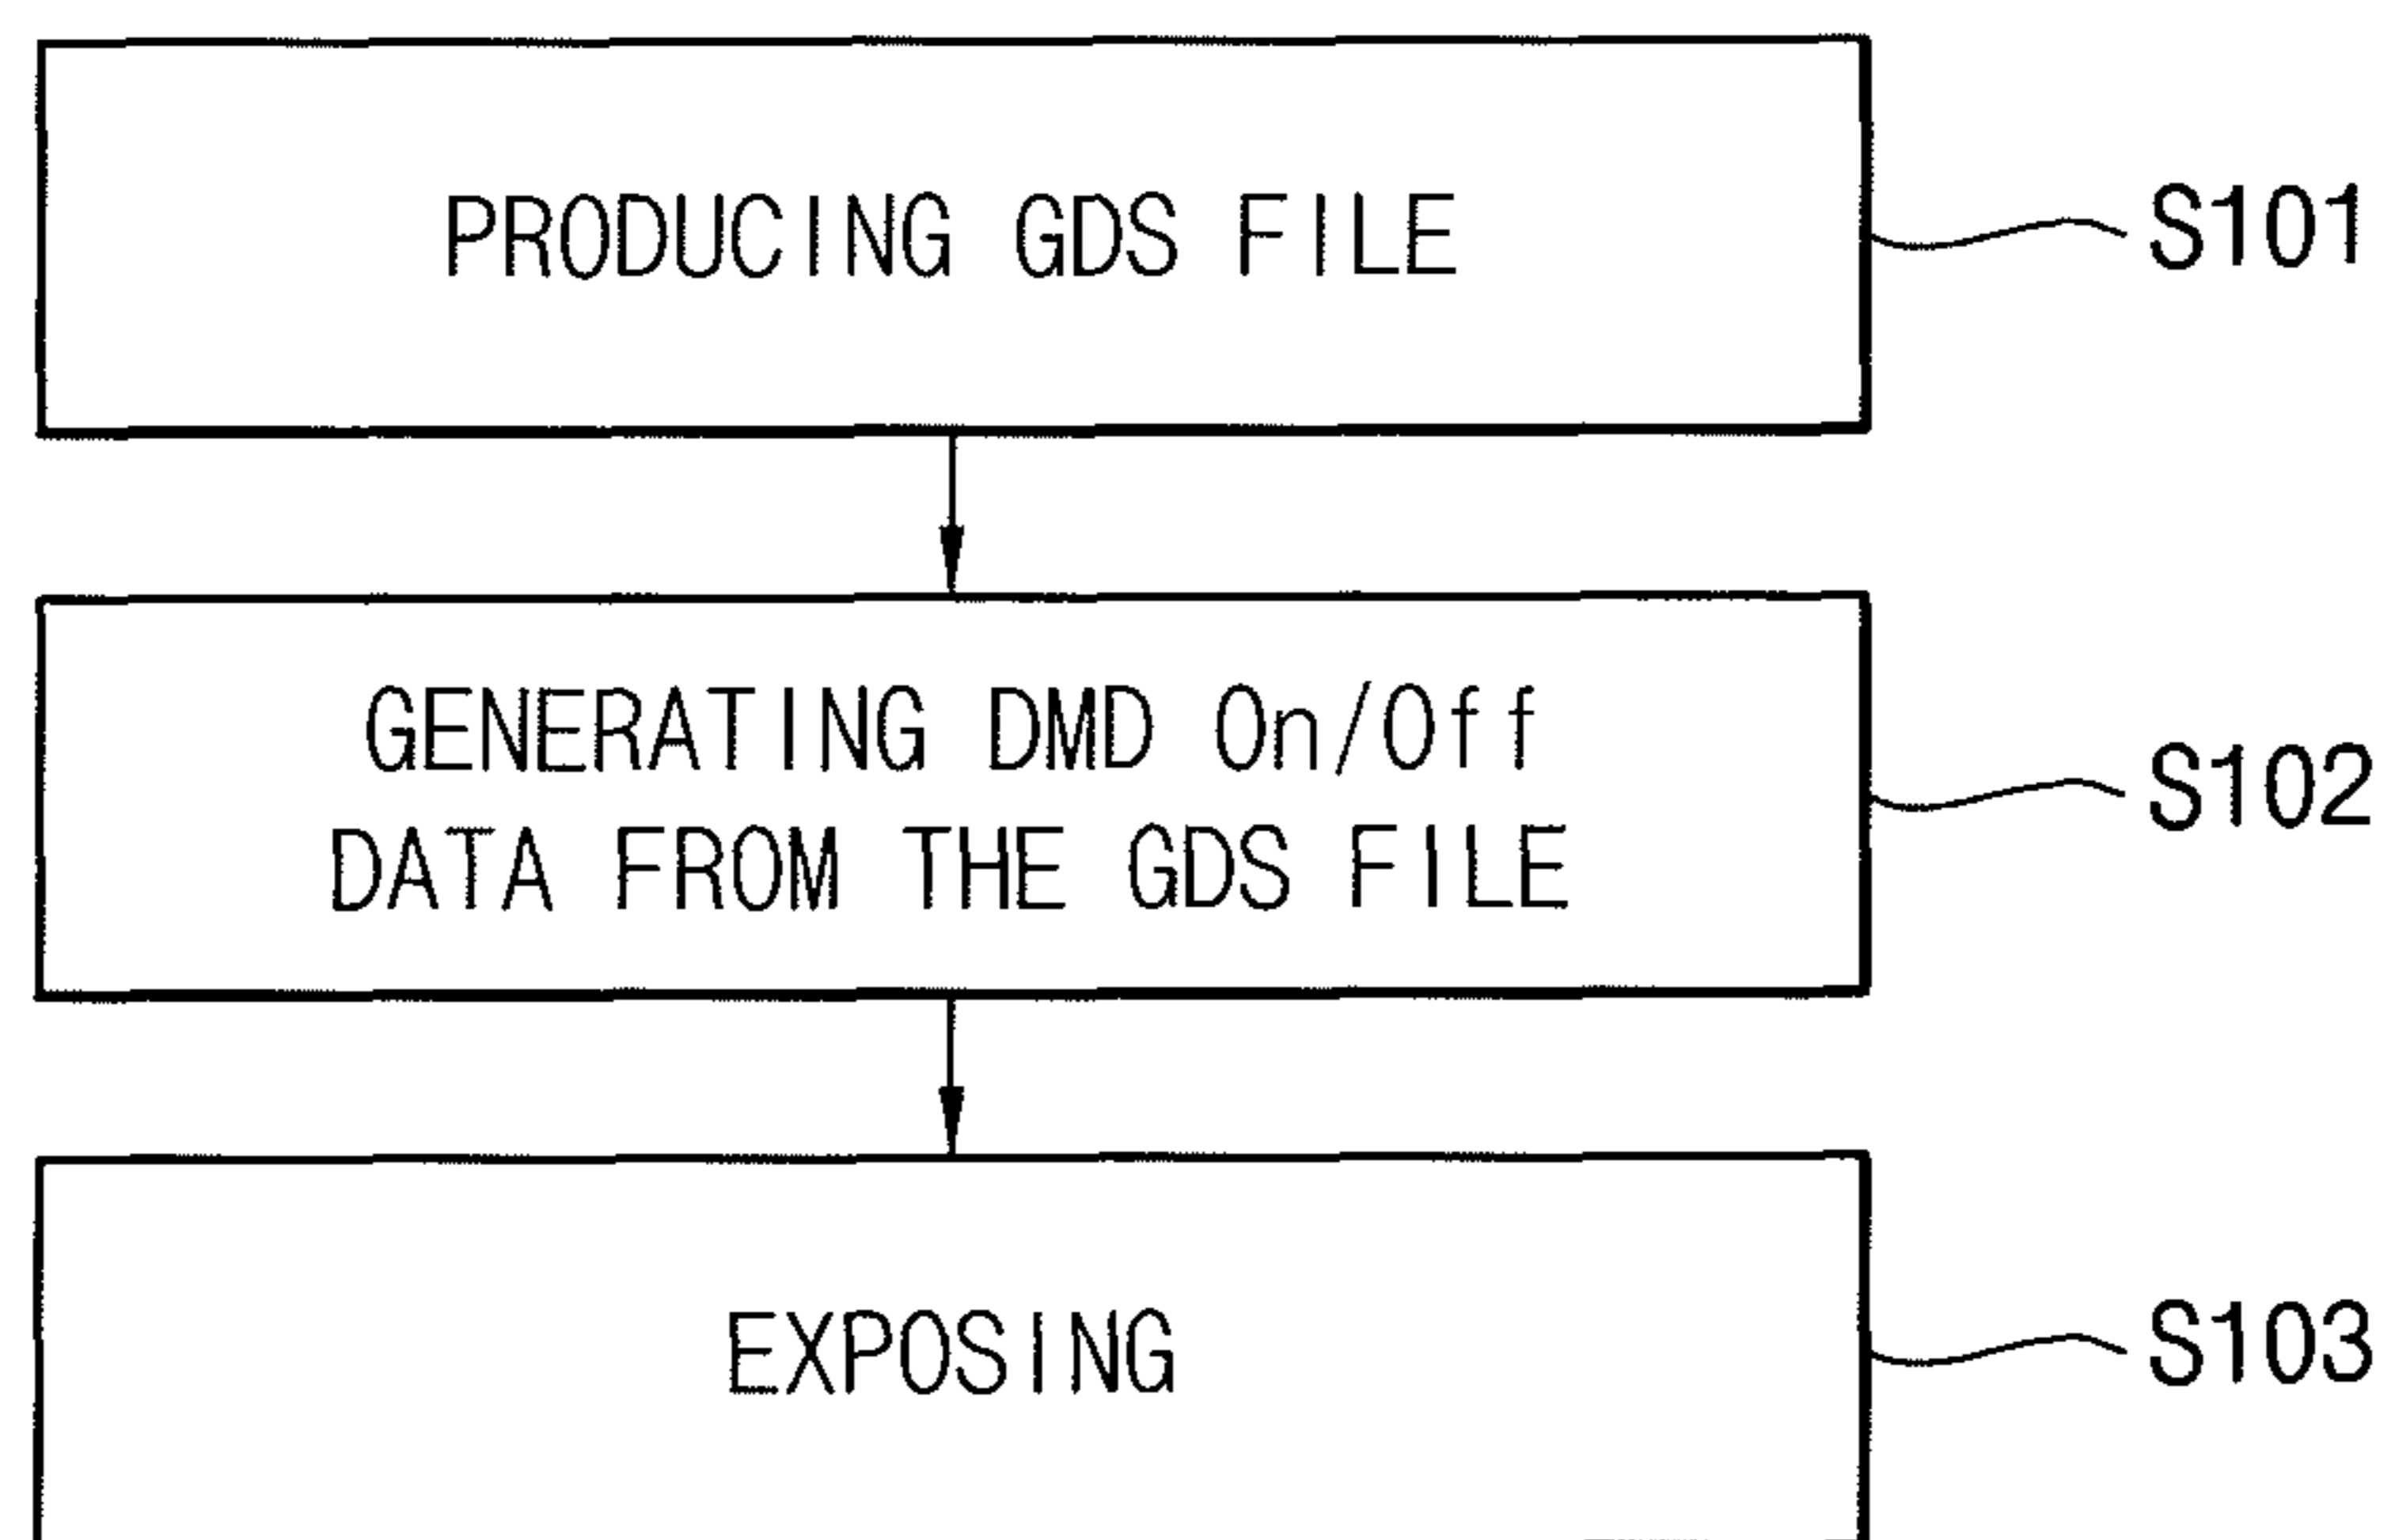 PRODUCING GDS FILE
S101
GENERATING DMD On/Off
DATA FROM THE GDS FILE
S102
EXPOSING
S103